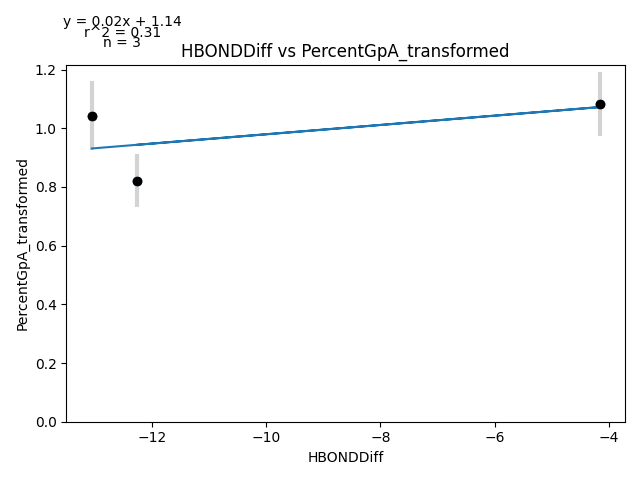 y = 0.02x + 1.14
r^2 = 0.31
n = 3
HBONDDiff vs PercentGpA_transformed
1.2
1.0
0.8
0.6
0.4
0.2
0.0
PercentGpA_transformed
−12
−10
−8
−6
−4
HBONDDiff